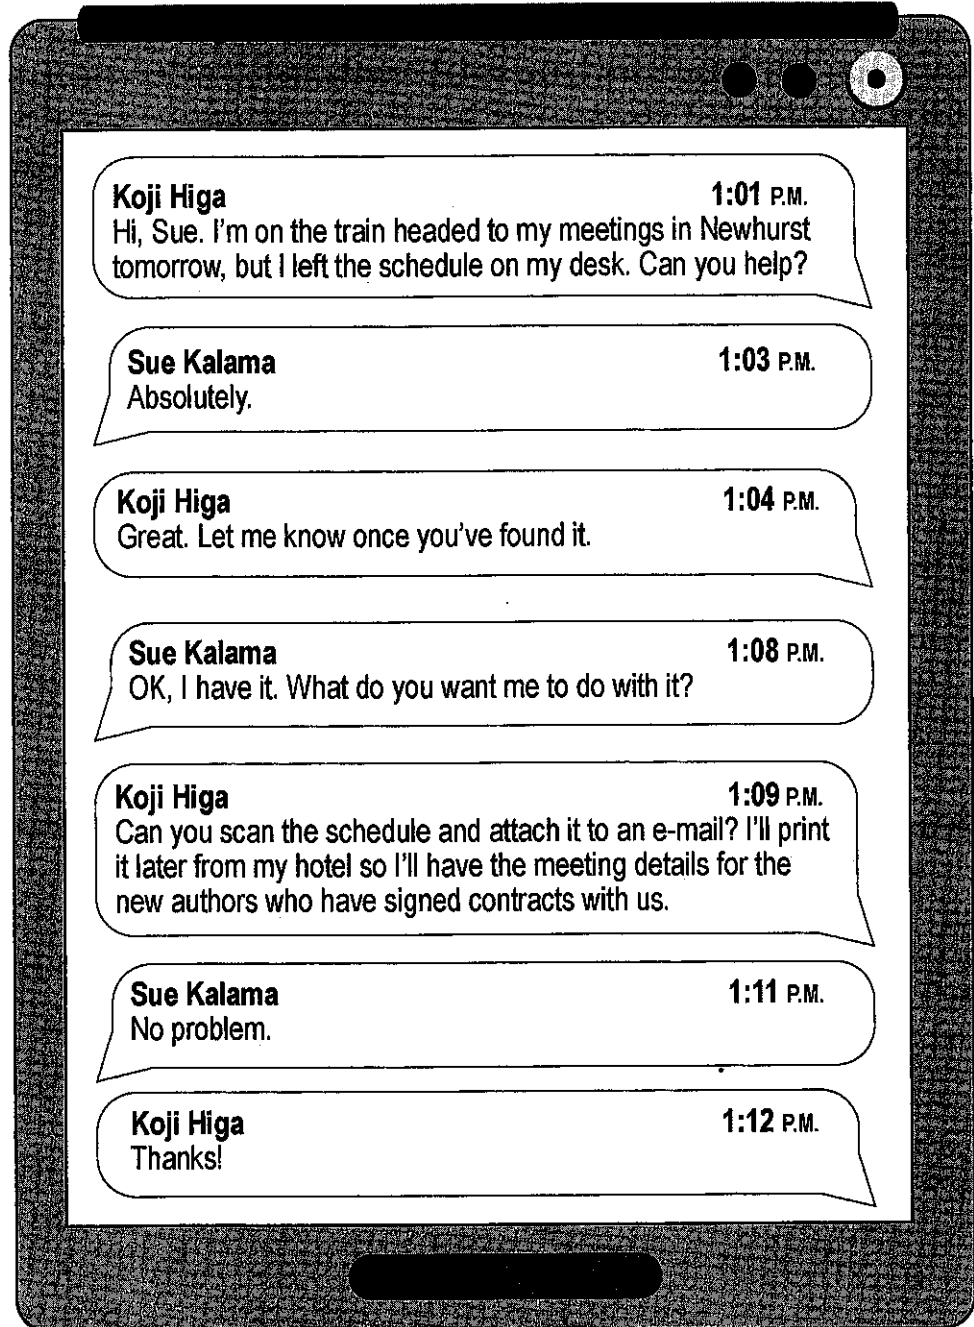 Koji Higa 1:01 P.M.
Hi, Sue. I'm on the train headed to my meetings in Newhurst
tomorrow, but I left the schedule on my desk. Can you help?
Sue Kalama 1:03 P.M.
Absolutely.
Koji Higa 1:04 P.M.
Great. Let me know once you've found it.
Sue Kalama 1:08 P.M.
OK, I have it. What do you want me to do with it?
Koji Higa 1:09 P.M.
Can you scan the schedule and attach it to an e-mail? I'll print
it later from my hotel so I'll have the meeting details for the
new authors who have signed contracts with us.
Sue Kalama 1:11 P.M.
No problem.
Koji Higa 1:12 P.M.
Thanks!